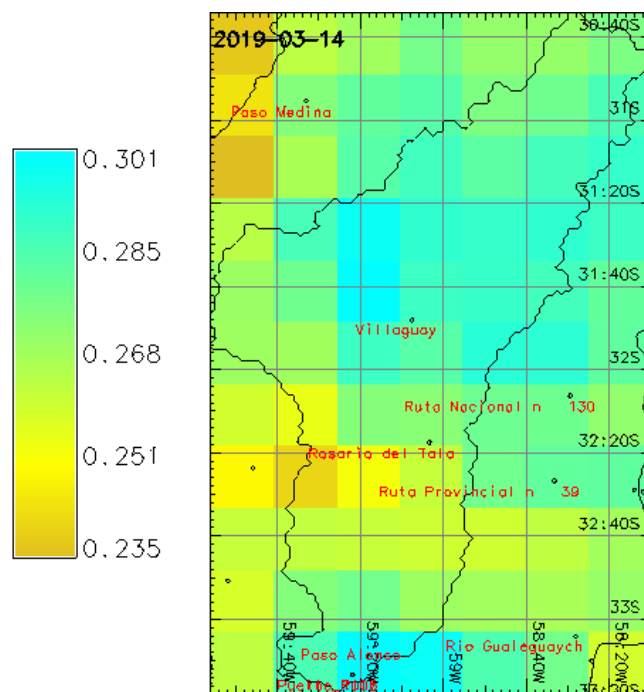 2019-03-14
30:40S
Paso Medina
31S
0.301
31:20S
0.285
31:40S
Villaguay
0.268
32S
Ruta Nacional n 130
0.251
32:20S
Rosario del Tala
Ruta Provincial n 39
0.235
32:40S
33S
59:40W
59:20W
59W
58:40W
58:20W
Paso Alonso
Rio Gualeguaych